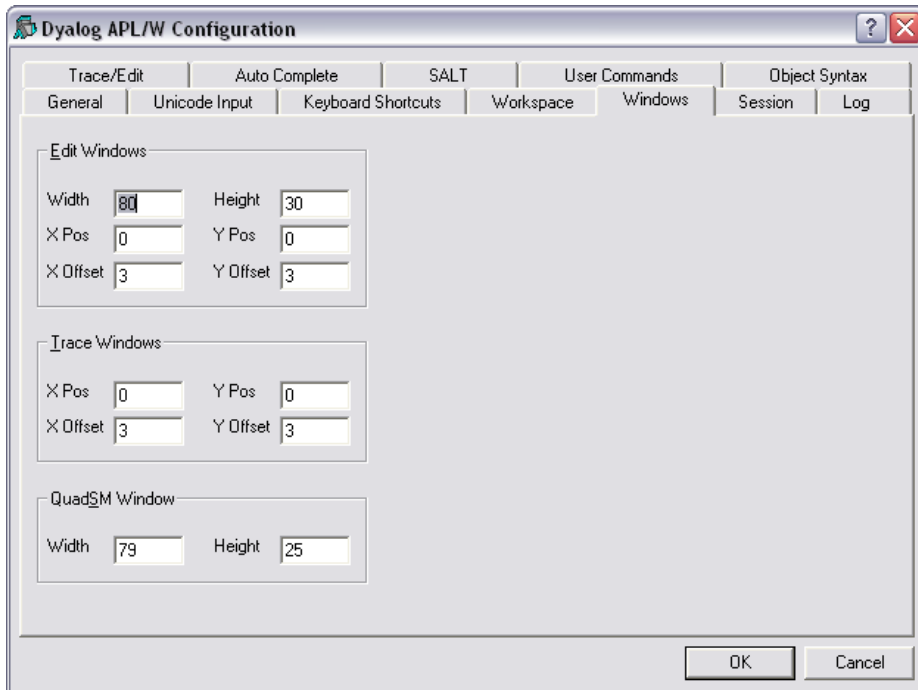 Dyalog APL/W Configuration
Trace/Edit Auto Complete SALT User Commands Object Syntax
General Unicode Input Keyboard Shortcuts Workspace Windows Session Log
Edit Windows
Width 80 Height 30
X Pos 0 Y Pos 0
X Offset 3 Y Offset 3
Trace Windows
X Pos 0 Y Pos 0
X Offset 3 Y Offset 3
QuadSM Window
Width 79 Height 25
OK Cancel